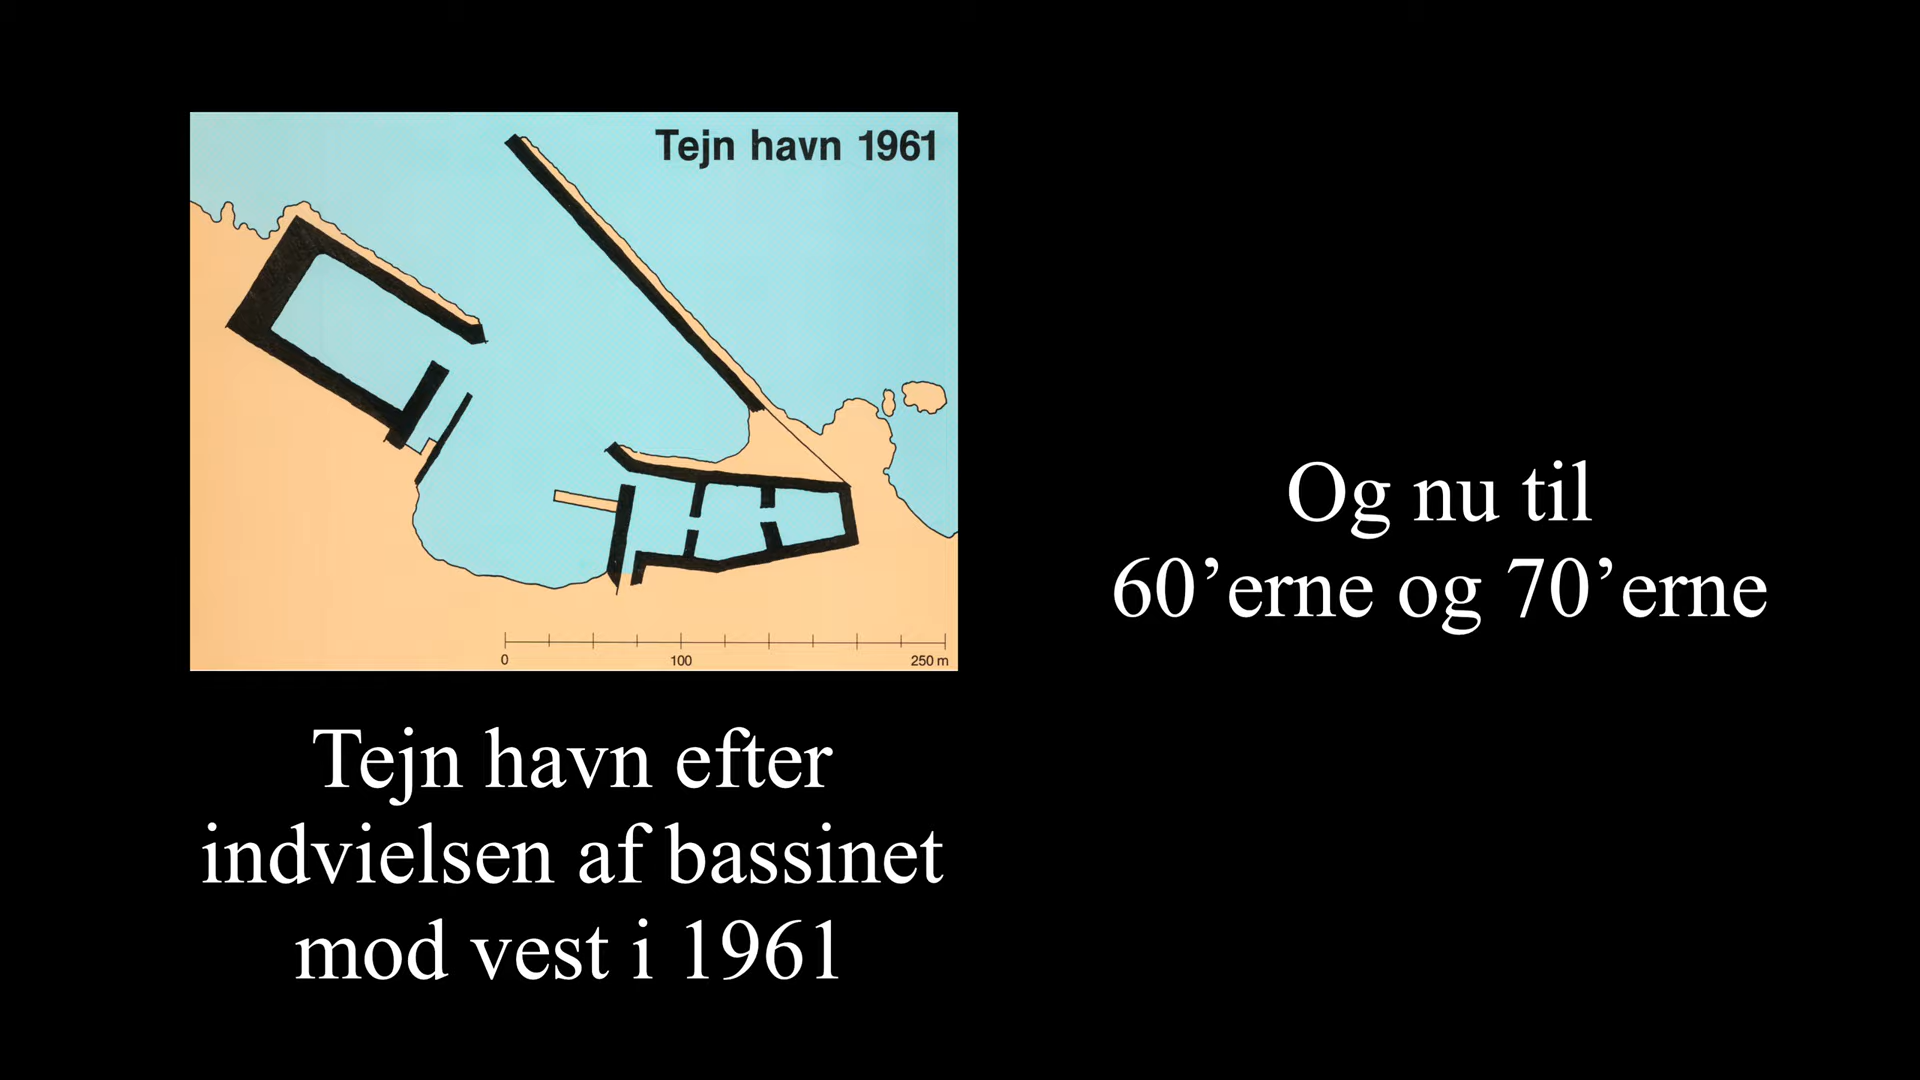 Tejn havn 1961
0 100 250 m
Tejn havn efter
indvielsen af bassinet
mod vest i 1961
Og nu til
60’erne og 70’erne